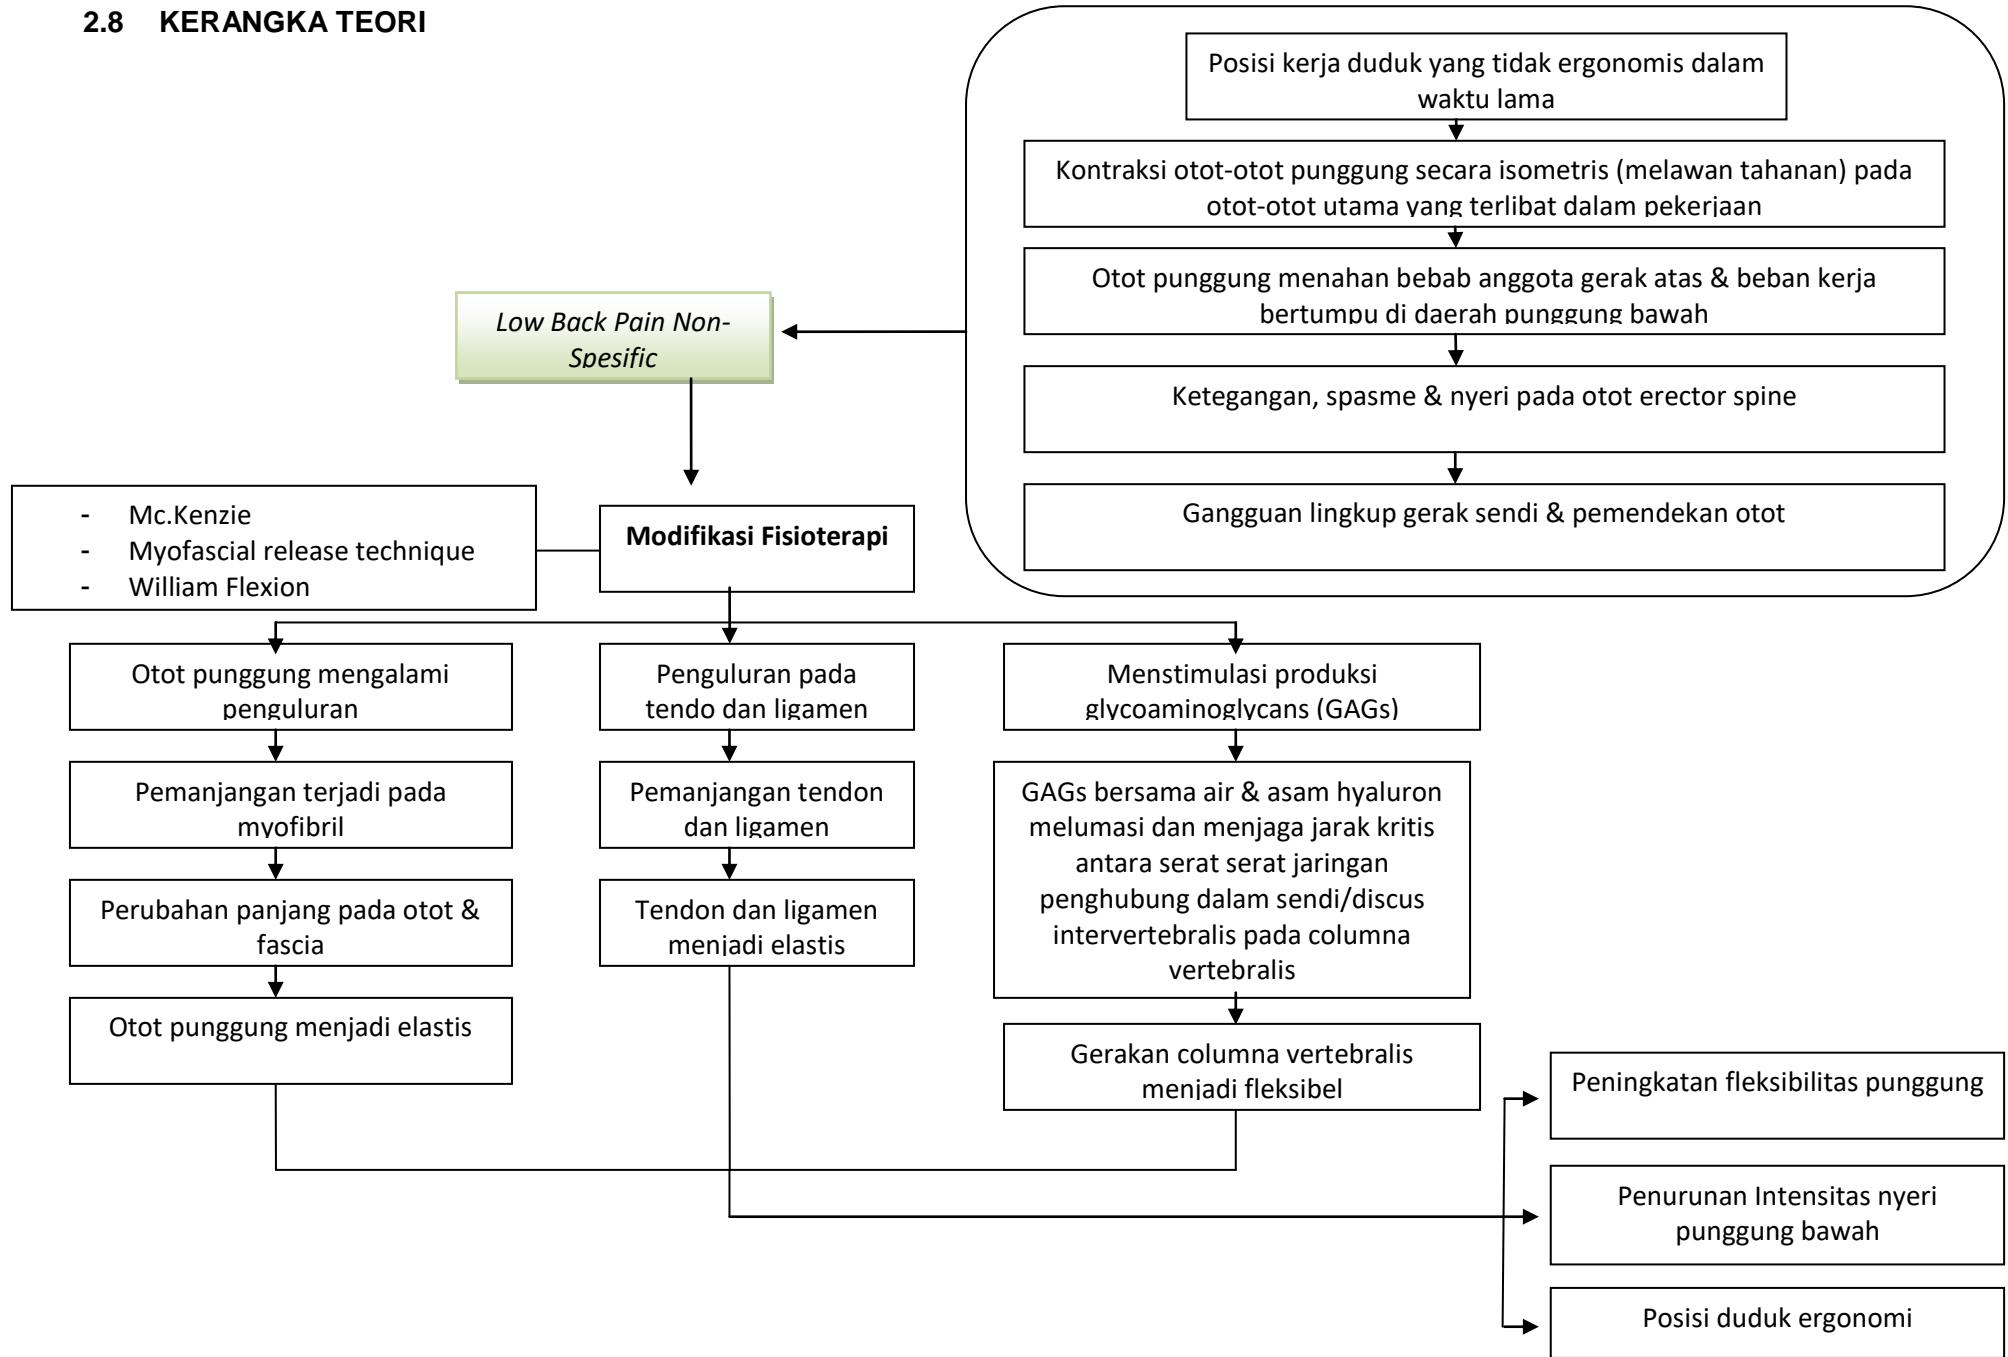 2.8 KERANGKA TEORI
Posisi kerja duduk yang tidak ergonomis dalam
waktu lama
Kontraksi otot-otot punggung secara isometris (melawan tahanan) pada
otot-otot utama yang terlibat dalam pekerjaan
Otot punggung menahan bebab anggota gerak atas & beban kerja
bertumpu di daerah punggung bawah
Ketegangan, spasme & nyeri pada otot erector spine
Gangguan lingkup gerak sendi & pemendekan otot
Low Back Pain Non-
Spesific
- Mc.Kenzie
- Myofascial release technique
- William Flexion
Modifikasi Fisioterapi
Otot punggung mengalami
penguluran
Pemanjangan terjadi pada
myofibril
Perubahan panjang pada otot &
fascia
Otot punggung menjadi elastis
Penguluran pada
tendo dan ligamen
Pemanjangan tendon
dan ligamen
Tendon dan ligamen
menjadi elastis
Menstimulasi produksi
glycoaminoglycans (GAGs)
GAGs bersama air & asam hyaluron
melumasi dan menjaga jarak kritis
antara serat serat jaringan
penghubung dalam sendi/discus
intervertebralis pada columna
vertebralis
Gerakan columna vertebralis
menjadi fleksibel
Peningkatan fleksibilitas punggung
Penurunan Intensitas nyeri
punggung bawah
Posisi duduk ergonomi